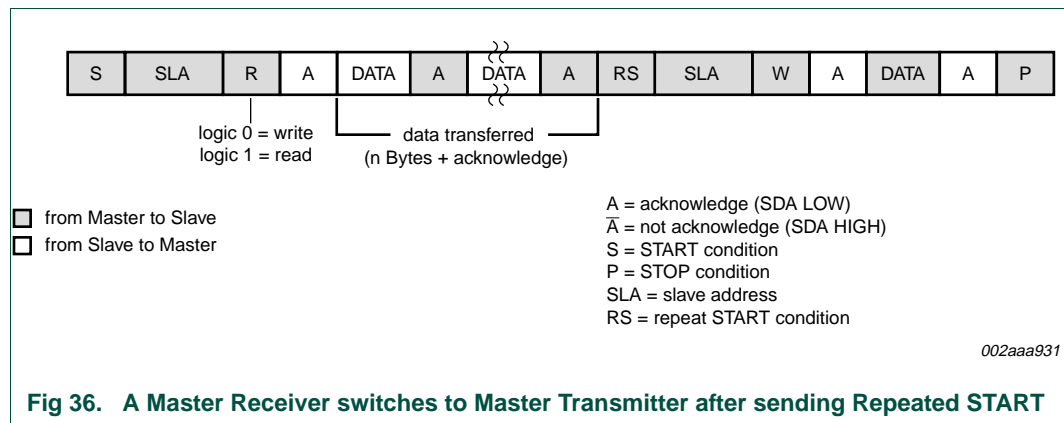 S SLA R A DATA A DATA A RS SLA W A DATA A P
logic 0 = write
logic 1 = read
data transferred
(n Bytes + acknowledge)
from Master to Slave
from Slave to Master
A = acknowledge (SDA LOW)
A̅ = not acknowledge (SDA HIGH)
S = START condition
P = STOP condition
SLA = slave address
RS = repeat START condition
002aaa931
Fig 36. A Master Receiver switches to Master Transmitter after sending Repeated START